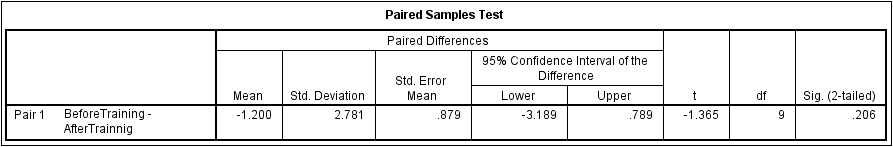 Paired Samples Test
Paired Differences
95% Confidence Interval of the
Difference
Std. Error
Mean
Mean Std. Deviation Lower Upper t df Sig. (2-tailed)
Pair 1 BeforeTraining - -1.200 2.781 .879 -3.189 .789 -1.365 9 .206
AfterTrainnig